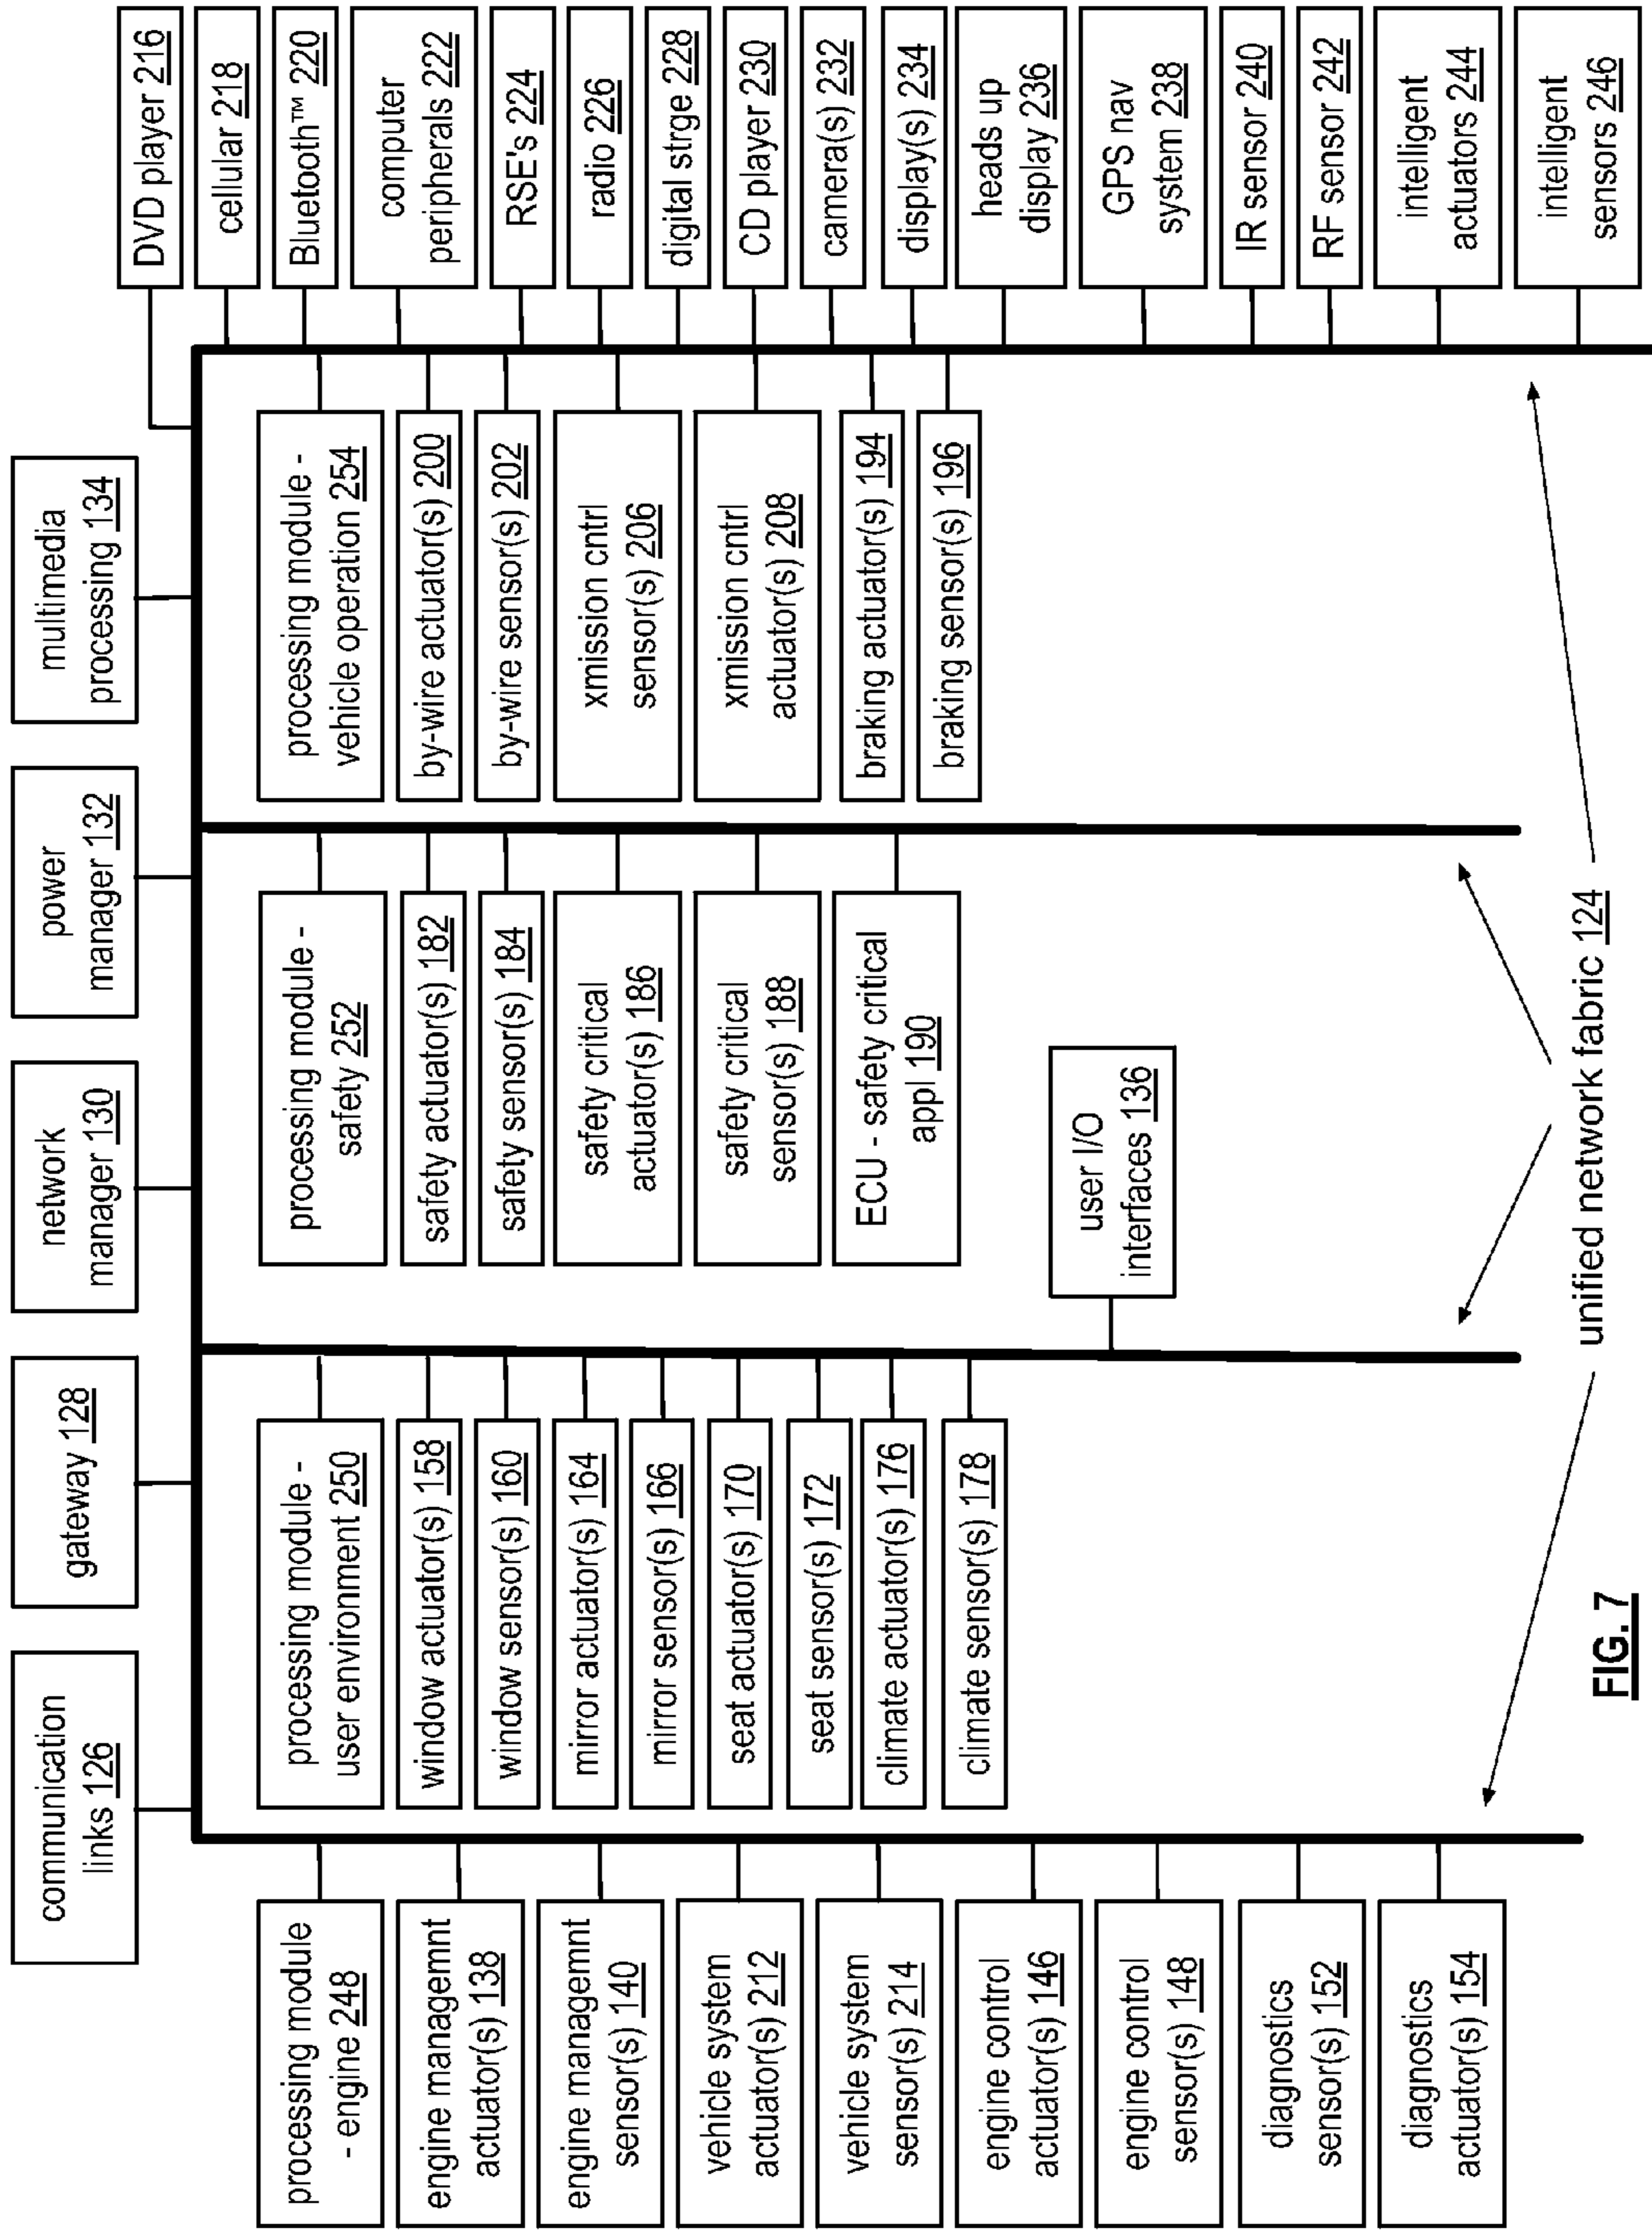 communication
links 126
gateway 128
network
manager 130
power
manager 132
multimedia
processing 134
processing module
- engine 248
engine managemnt
actuator(s) 138
engine managemnt
sensor(s) 140
vehicle system
actuator(s) 212
vehicle system
sensor(s) 214
engine control
actuator(s) 146
engine control
sensor(s) 148
diagnostics
sensor(s) 152
diagnostics
actuator(s) 154
processing module -
user environment 250
window actuator(s) 158
window sensor(s) 160
mirror actuator(s) 164
mirror sensor(s) 166
seat actuator(s) 170
seat sensor(s) 172
climate actuator(s) 176
climate sensor(s) 178
user I/O
interfaces 136
processing module -
safety 252
safety actuator(s) 182
safety sensor(s) 184
safety critical
actuator(s) 186
safety critical
sensor(s) 188
ECU - safety critical
appl 190
processing module -
vehicle operation 254
by-wire actuator(s) 200
by-wire sensor(s) 202
xmission cntrl
sensor(s) 206
xmission cntrl
actuator(s) 208
braking actuator(s) 194
braking sensor(s) 196
DVD player 216
cellular 218
Bluetooth™ 220
computer
peripherals 222
RSE's 224
radio 226
digital strge 228
CD player 230
camera(s) 232
display(s) 234
heads up
display 236
GPS nav
system 238
IR sensor 240
RF sensor 242
intelligent
actuators 244
intelligent
sensors 246
unified network fabric 124
FIG. 7